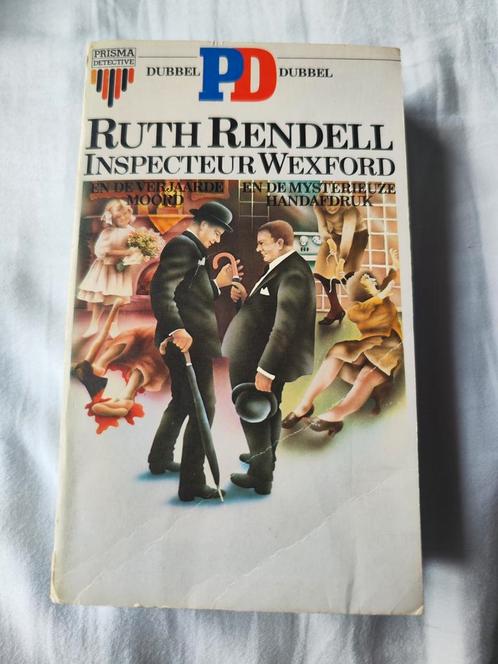 PRISMA
DETECTIVE
DUBBEL PD DUBBEL
RUTH RENDELL
INSPECTEUR WEXFORD
EN DE VERJAARDE
MOORD
EN DE MYSTERIEUZE
HANDAFDRUK